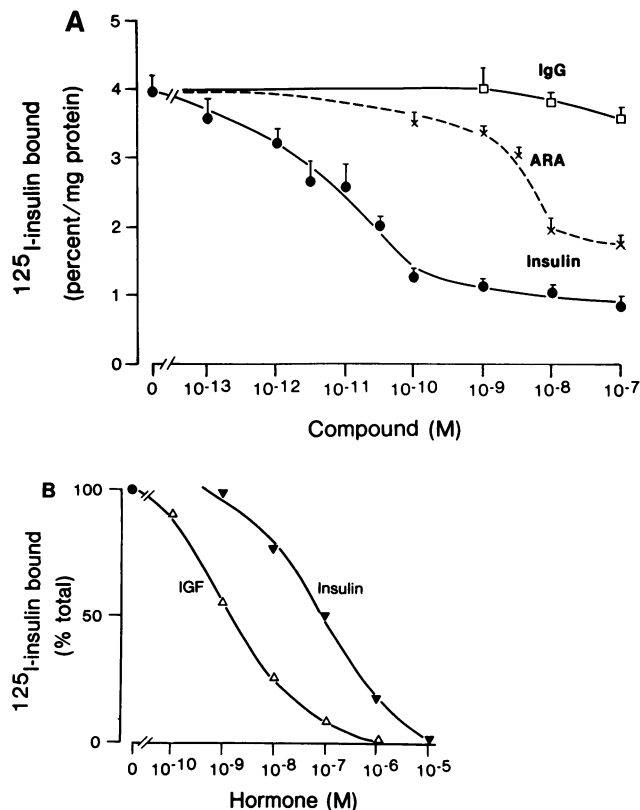 A
5
4
3
2
1
0
125I-insulin bound
(percent/mg protein)
IgG
ARA
Insulin
0 10-13 10-12 10-11 10-10 10-9 10-8 10-7
Compound (M)
B
100
50
0
125I-insulin bound
(% total)
IGF
Insulin
0 10-10 10-9 10-8 10-7 10-6 10-5
Hormone (M)